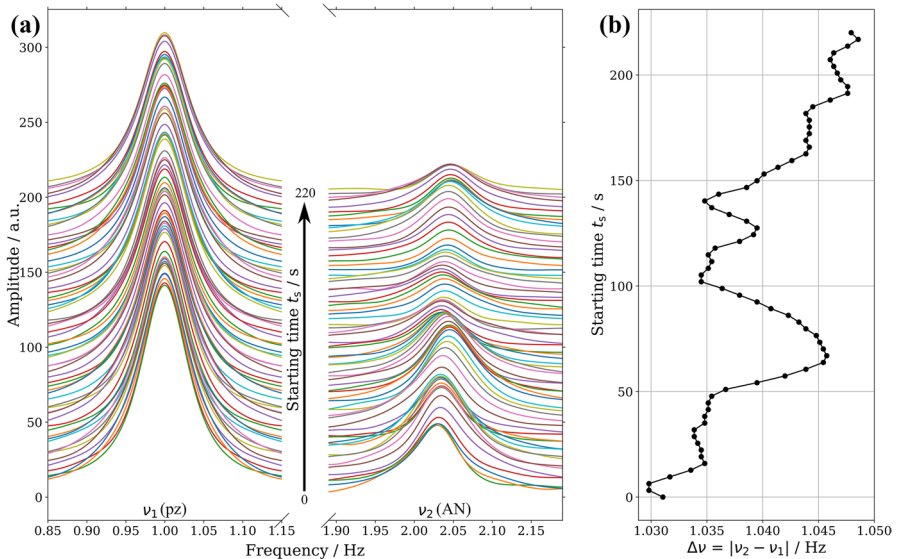 (a)
300
250
200
150
100
50
0
Amplitude / a.u.
220
Starting time tₛ / s
0
ν₁(pz)
ν₂(AN)
0.85 0.90 0.95 1.00 1.05 1.10 1.15 1.90 1.95 2.00 2.05 2.10 2.15
Frequency / Hz
(b)
200
150
100
50
0
Starting time tₛ / s
1.030 1.035 1.040 1.045 1.050
Δν = |ν₂ − ν₁| / Hz